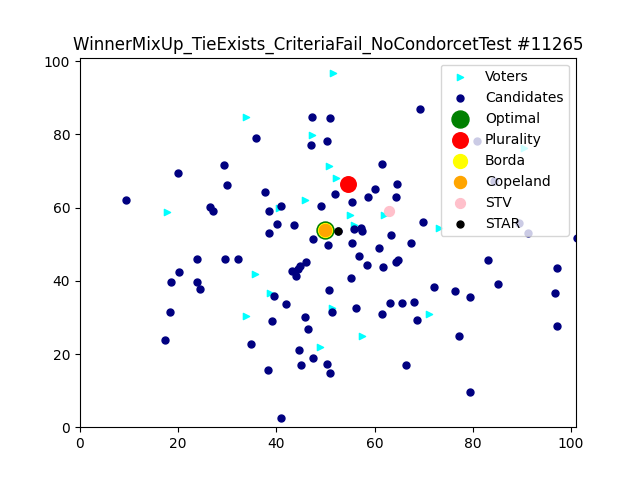 WinnerMixUp_TieExists_CriteriaFail_NoCondorcetTest #11265
100
80
60
40
20
0
0 20 40 60 80 100
Voters
Candidates
Optimal
Plurality
Borda
Copeland
STV
STAR